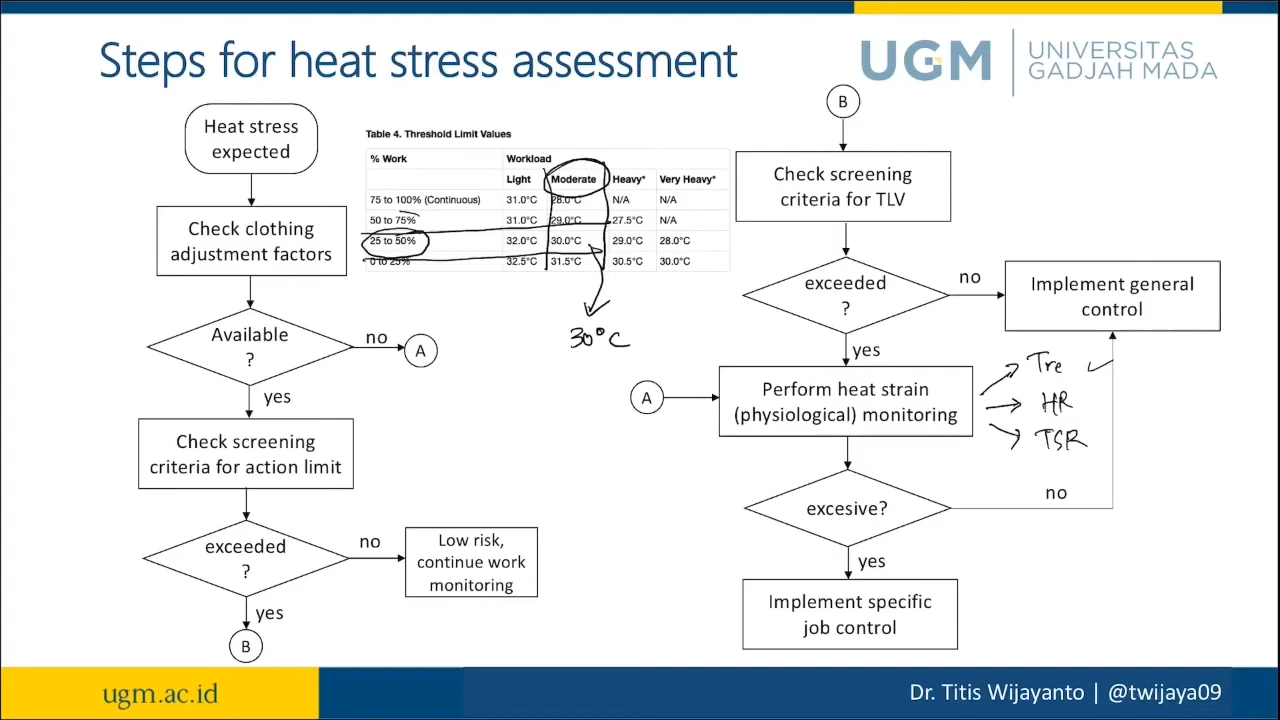 Steps for heat stress assessment
UGM
UNIVERSITAS
GADJAH MADA
Heat stress
expected
Check clothing
adjustment factors
Available
?
no
A
yes
Check screening
criteria for action limit
exceeded
?
no
Low risk,
continue work
monitoring
yes
B
Table 4. Threshold Limit Values
% Work Workload
Light Moderate Heavy* Very Heavy*
75 to 100% (Continuous) 31.0°C 28.0°C N/A N/A
50 to 75% 31.0°C 29.0°C 27.5°C N/A
25 to 50% 32.0°C 30.0°C 29.0°C 28.0°C
0 to 25% 32.5°C 31.5°C 30.5°C 30.0°C
30°C
B
Check screening
criteria for TLV
exceeded
?
no
Implement general
control
yes
A
Perform heat strain
(physiological) monitoring
Tre
HR
TSR
excesive?
no
yes
Implement specific
job control
ugm.ac.id
Dr. Titis Wijayanto | @twijaya09